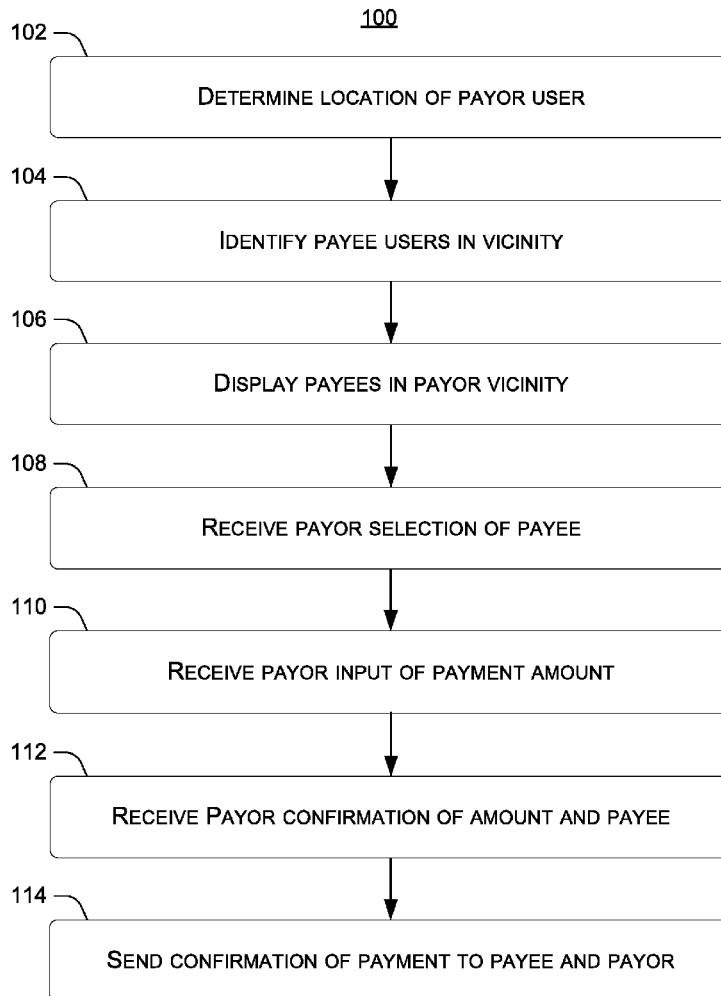 100
102
DETERMINE LOCATION OF PAYOR USER
104
IDENTIFY PAYEE USERS IN VICINITY
106
DISPLAY PAYEES IN PAYOR VICINITY
108
RECEIVE PAYOR SELECTION OF PAYEE
110
RECEIVE PAYOR INPUT OF PAYMENT AMOUNT
112
RECEIVE PAYOR CONFIRMATION OF AMOUNT AND PAYEE
114
SEND CONFIRMATION OF PAYMENT TO PAYEE AND PAYOR